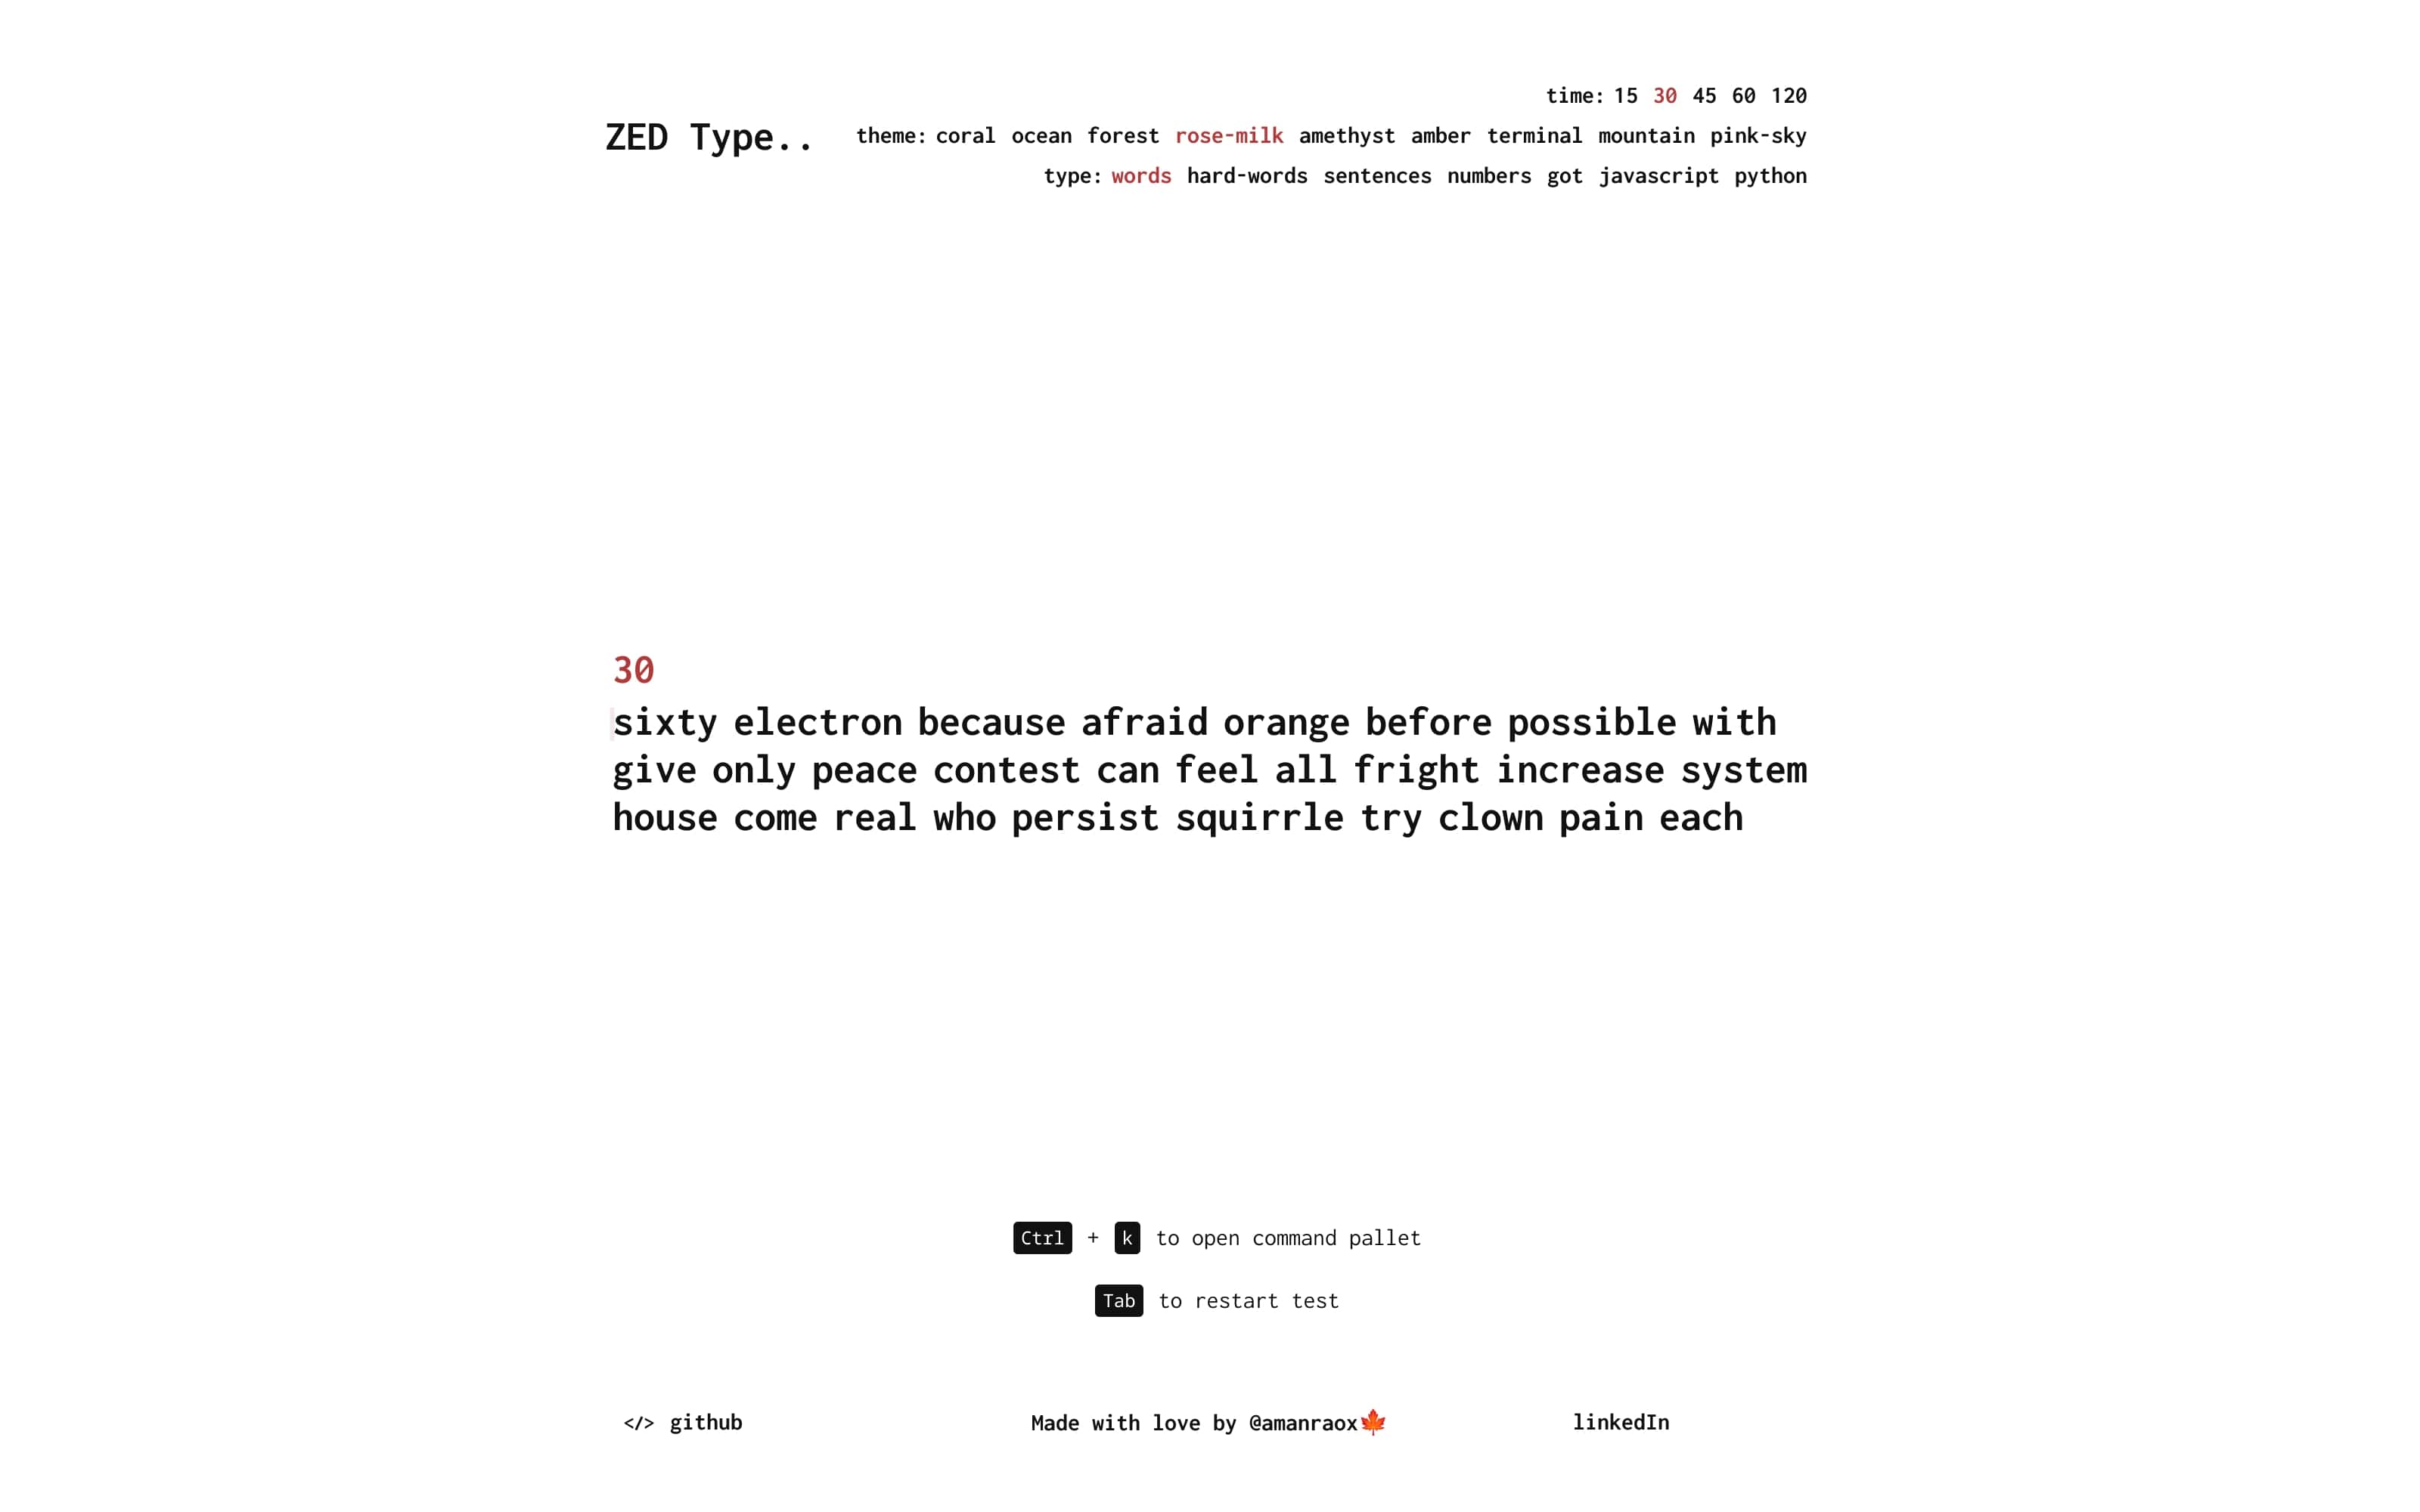 time: 15 30 45 60 120
ZED Type..
theme: coral ocean forest rose-milk amethyst amber terminal mountain pink-sky
type: words hard-words sentences numbers got javascript python
30
sixty electron because afraid orange before possible with
give only peace contest can feel all fright increase system
house come real who persist squirrle try clown pain each
Ctrl + k to open command pallet
Tab to restart test
</> github
Made with love by @amanraox🍁
linkedIn